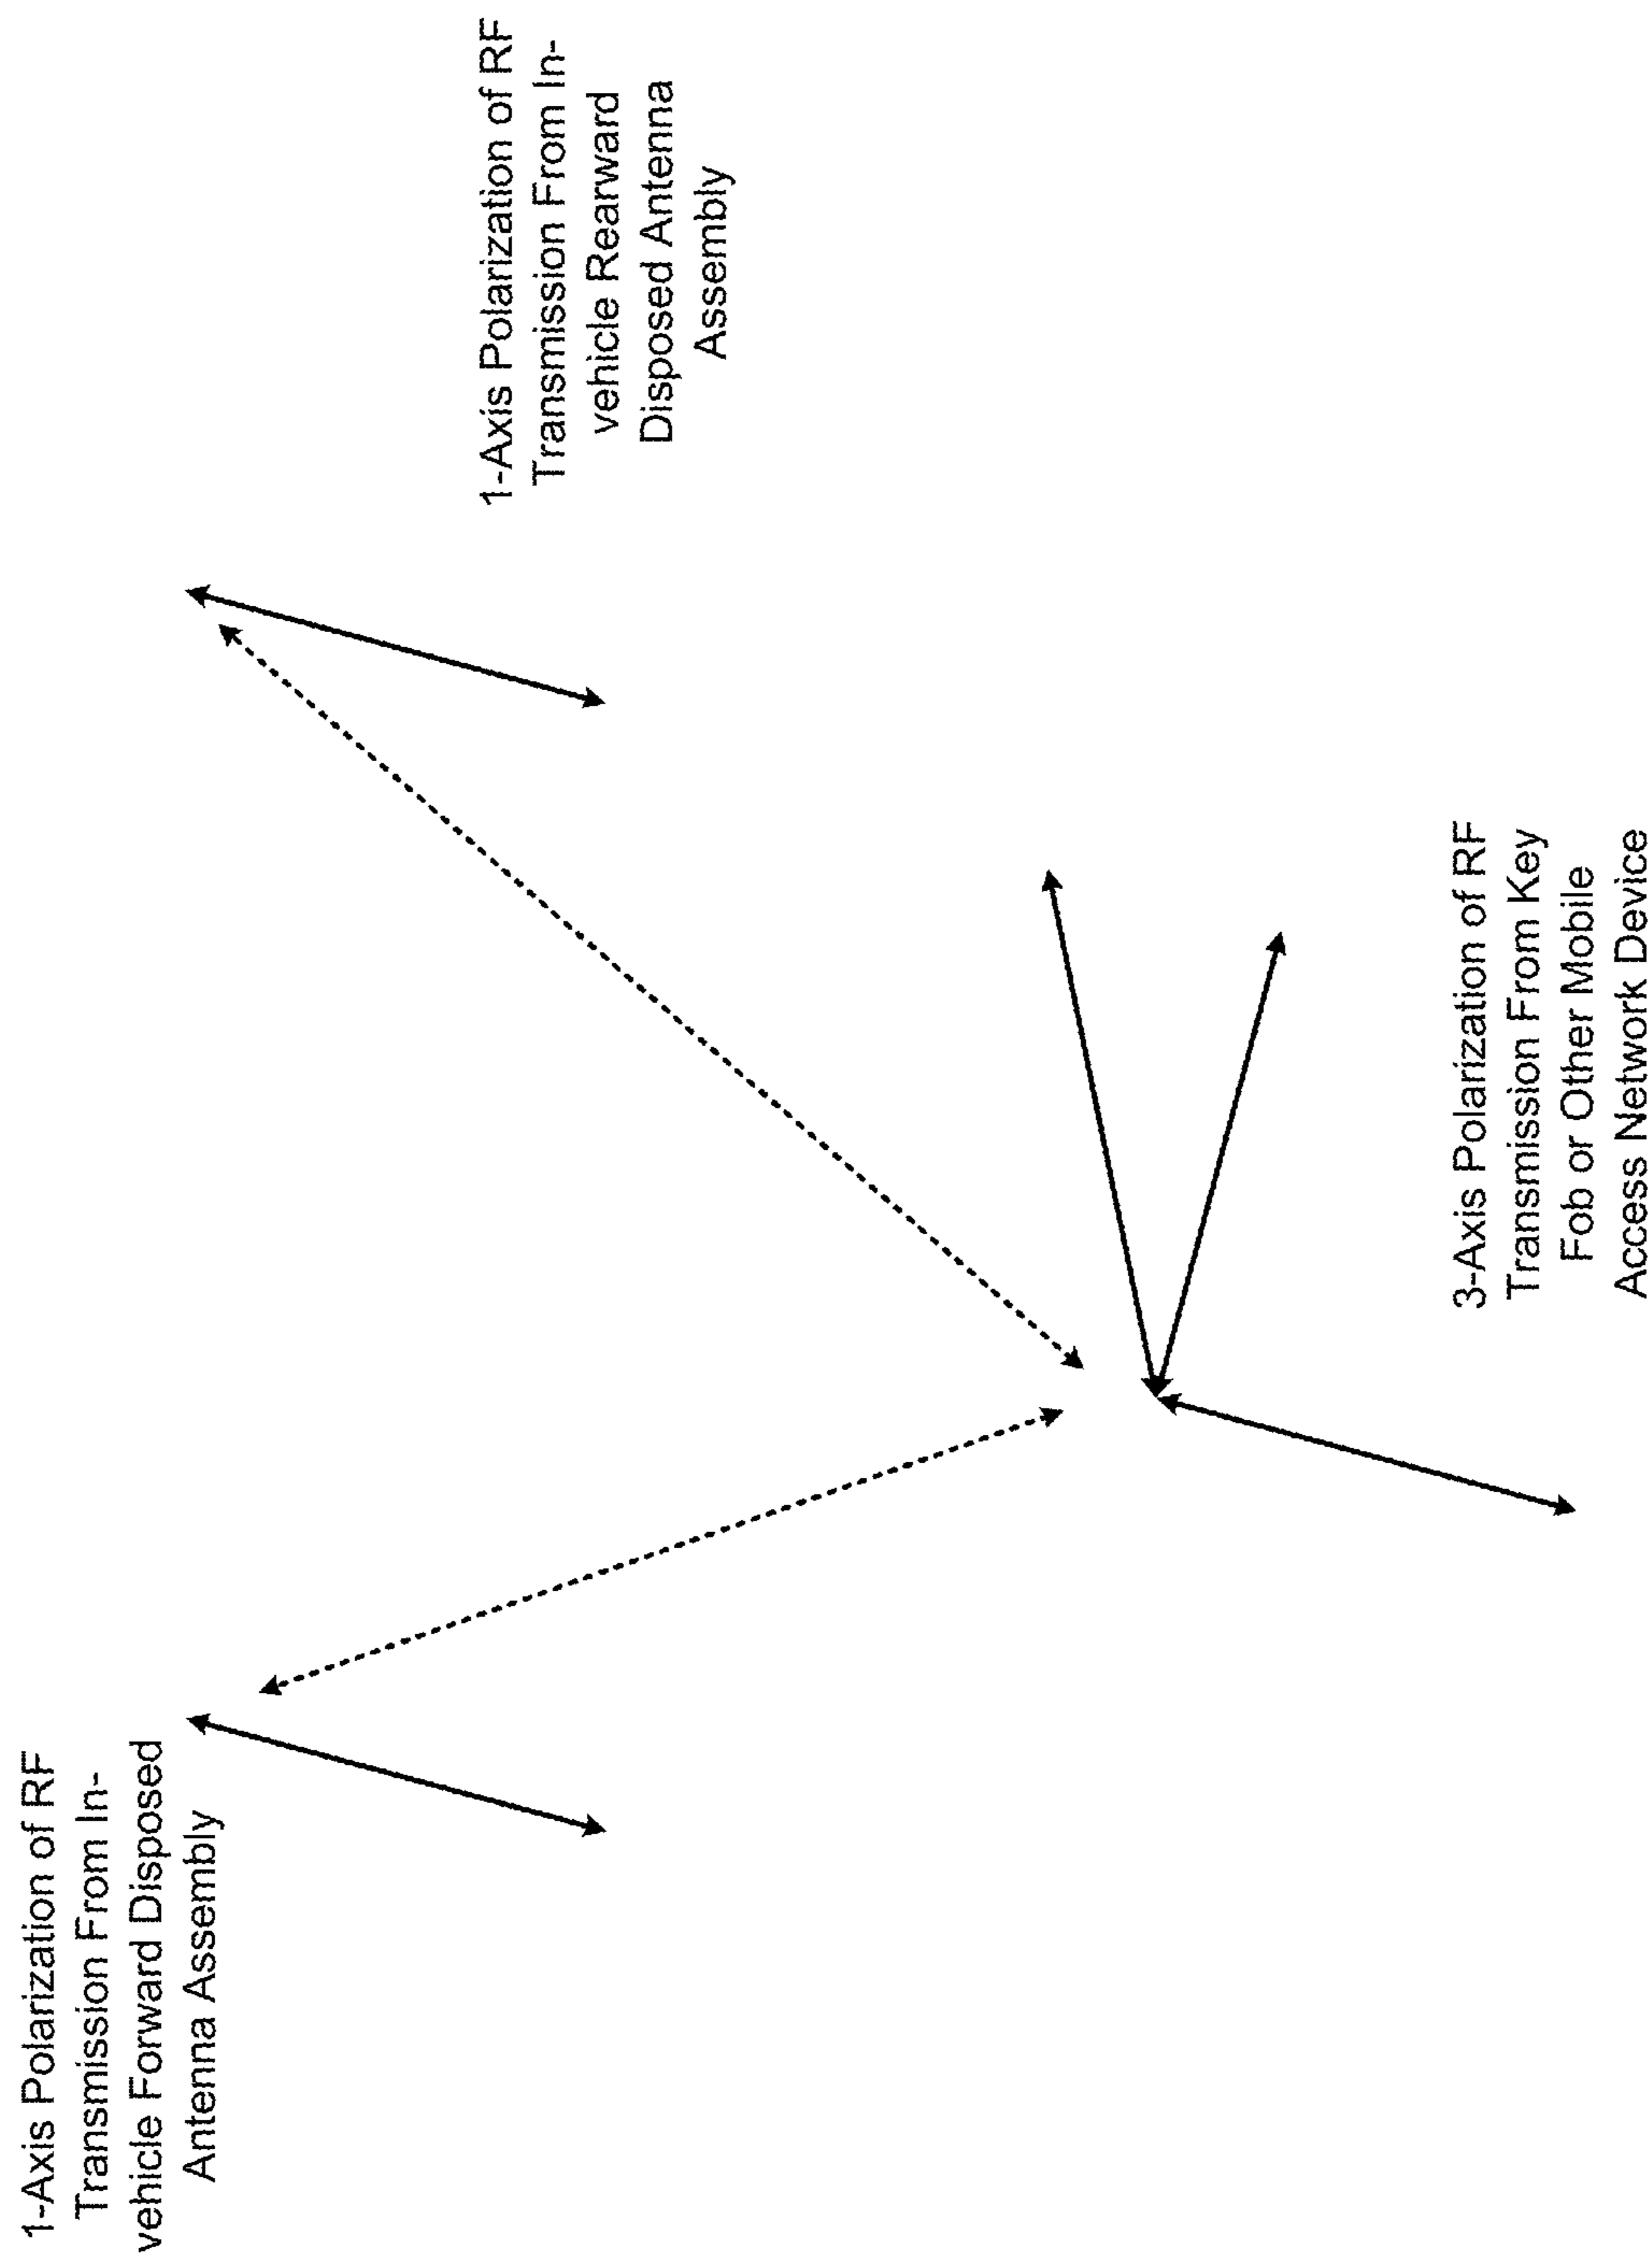 1-Axis Polarization of RF
Transmission From In-
vehicle Forward Disposed
Antenna Assembly
1-Axis Polarization of RF
Transmission From In-
vehicle Rearward
Disposed Antenna
Assembly
3-Axis Polarization of RF
Transmission From Key
Fob or Other Mobile
Access Network Device